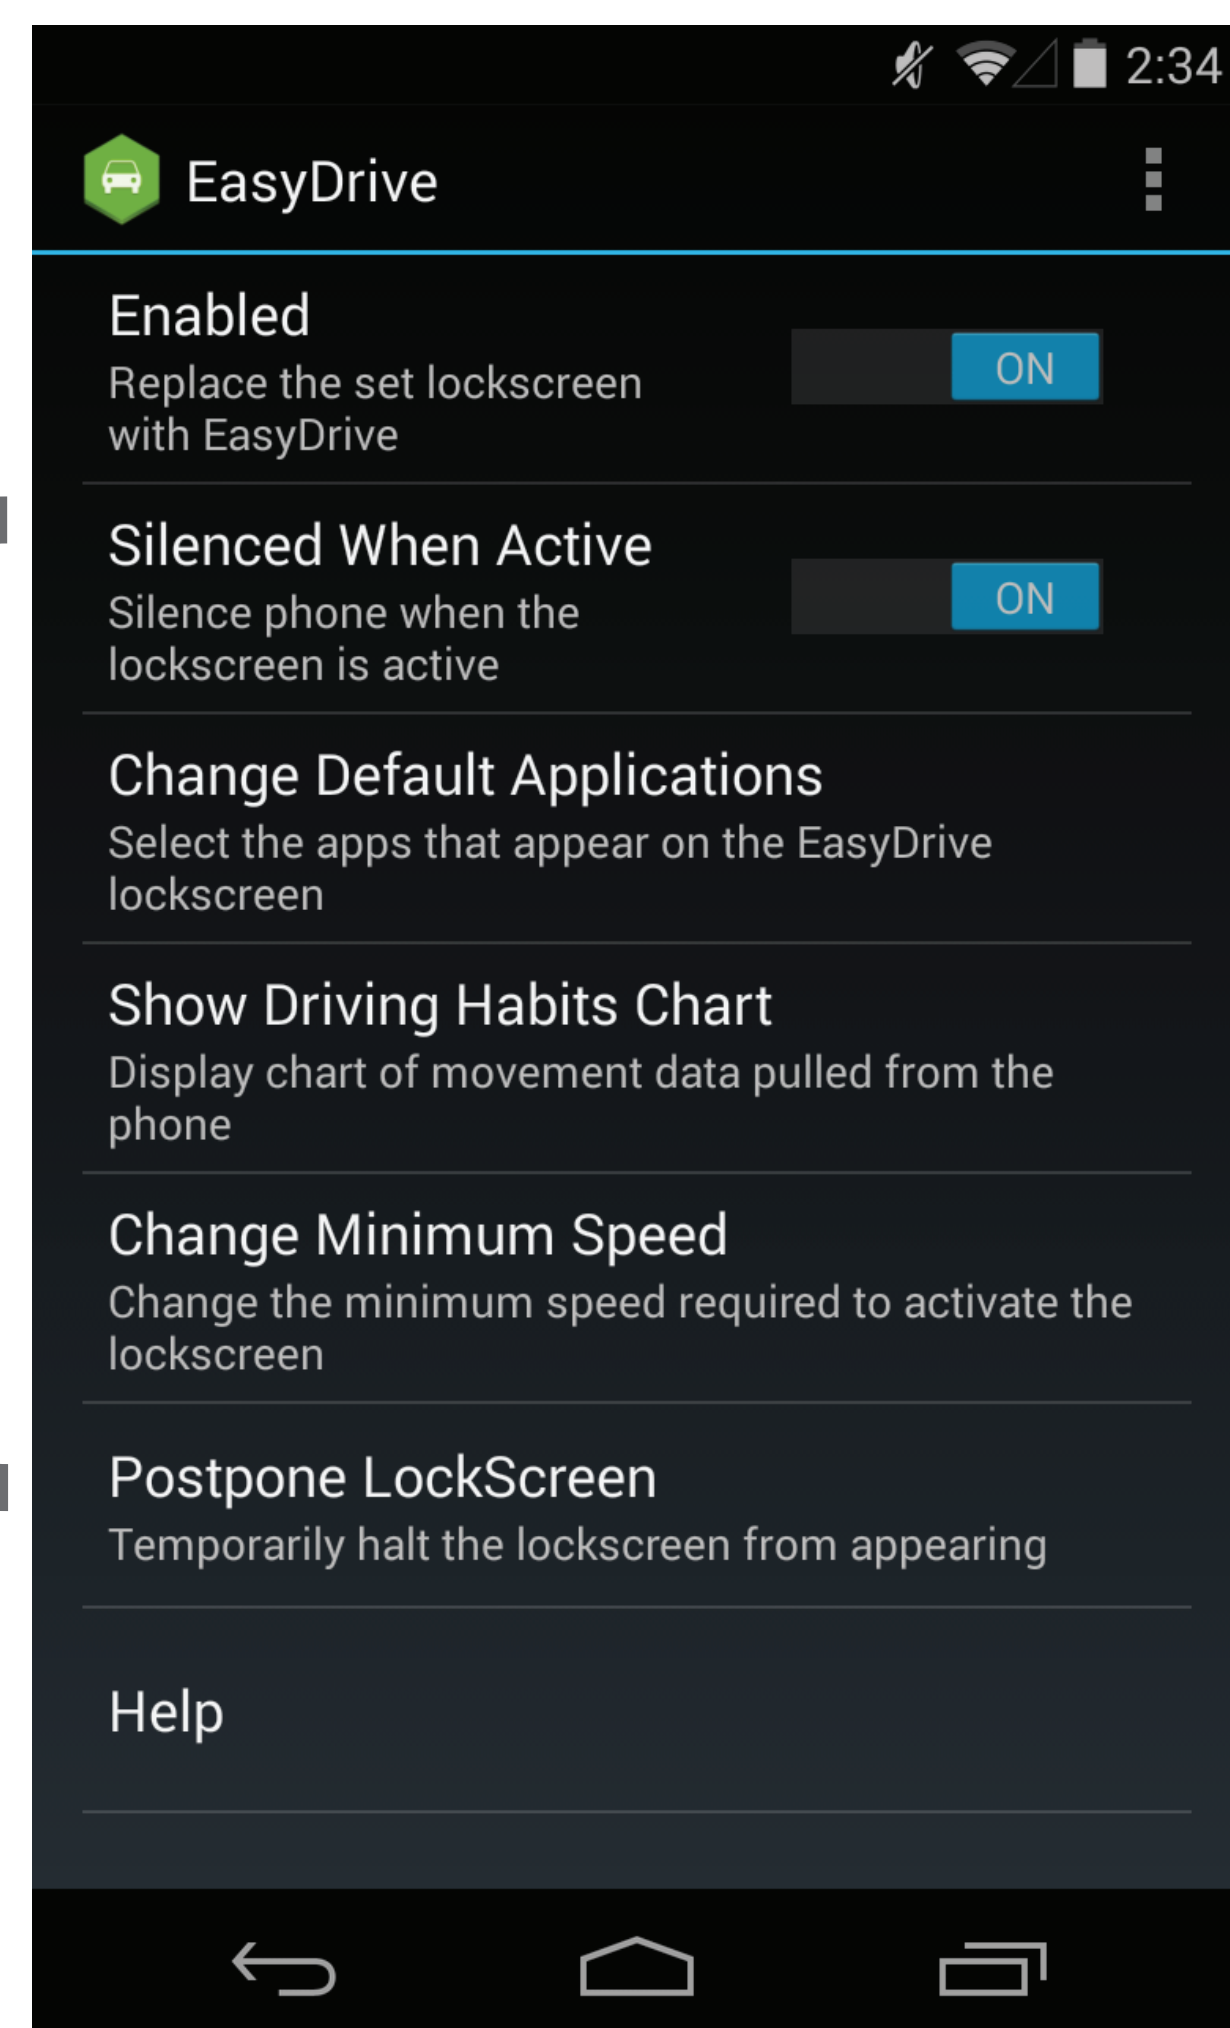 2:34
EasyDrive
Enabled
Replace the set lockscreen
with EasyDrive
ON
Silenced When Active
Silence phone when the
lockscreen is active
ON
Change Default Applications
Select the apps that appear on the EasyDrive
lockscreen
Show Driving Habits Chart
Display chart of movement data pulled from the
phone
Change Minimum Speed
Change the minimum speed required to activate the
lockscreen
Postpone LockScreen
Temporarily halt the lockscreen from appearing
Help